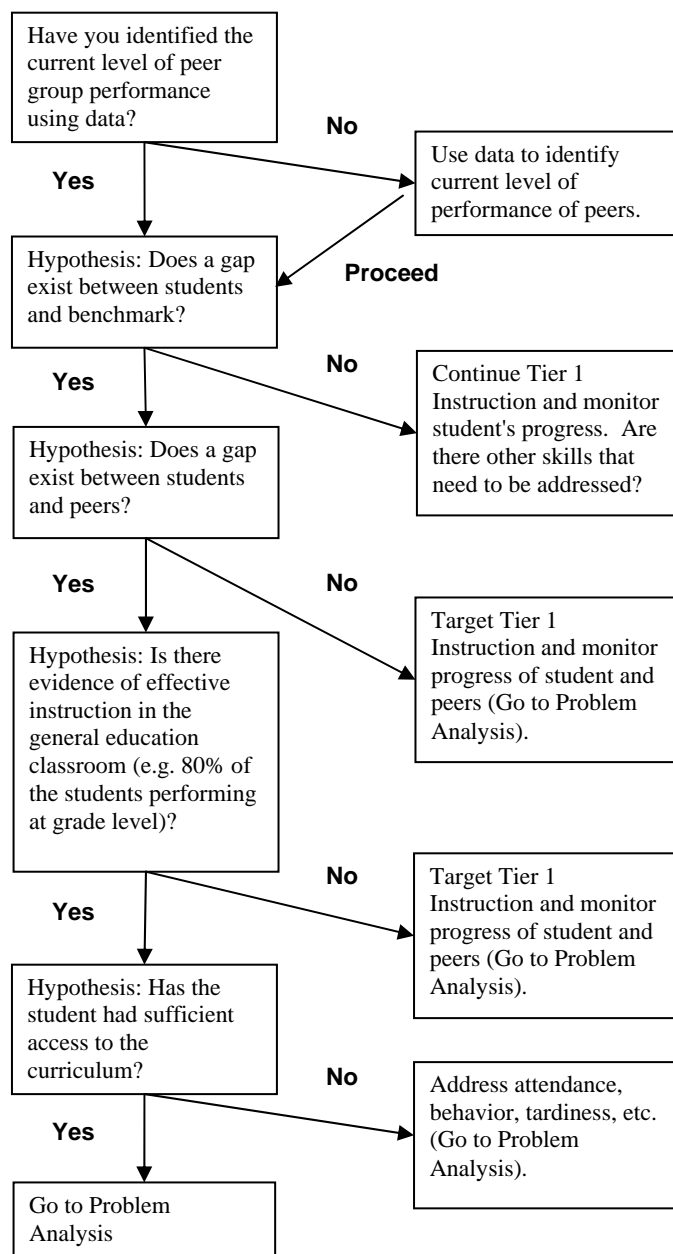 Have you identified the
current level of peer
group performance
using data?
No
Use data to identify
current level of
performance of peers.
Yes
Proceed
Hypothesis: Does a gap
exist between students
and benchmark?
No
Continue Tier 1
Instruction and monitor
student's progress.  Are
there other skills that
need to be addressed?
Yes
Hypothesis: Does a gap
exist between students
and peers?
No
Target Tier 1
Instruction and monitor
progress of student and
peers (Go to Problem
Analysis).
Yes
Hypothesis: Is there
evidence of effective
instruction in the
general education
classroom (e.g. 80% of
the students performing
at grade level)?
No
Target Tier 1
Instruction and monitor
progress of student and
peers (Go to Problem
Analysis).
Yes
Hypothesis: Has the
student had sufficient
access to the
curriculum?
No
Address attendance,
behavior, tardiness, etc.
(Go to Problem
Analysis).
Yes
Go to Problem
Analysis